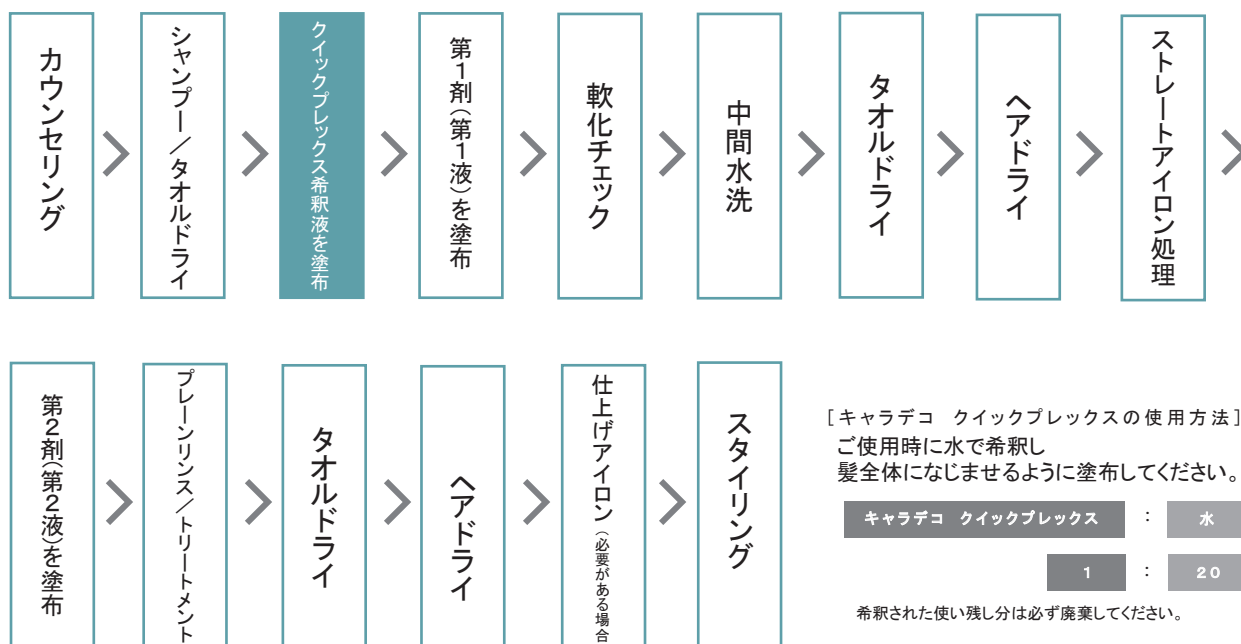 カウンセリング
シャンプー／タオルドライ
クイックプレックス希釈液を塗布
第1剤（第1液）を塗布
軟化チェック
中間水洗
タオルドライ
ヘアドライ
ストレートアイロン処理
第2剤（第2液）を塗布
プレーンリンス／トリートメント
タオルドライ
ヘアドライ
仕上げアイロン（必要がある場合
スタイリング
［キャラデコ　クイックプレックスの使用方法］
ご使用時に水で希釈し
髪全体になじませるように塗布してください。
キャラデコ　クイックプレックス　：　水
1　：　20
希釈された使い残し分は必ず廃棄してください。